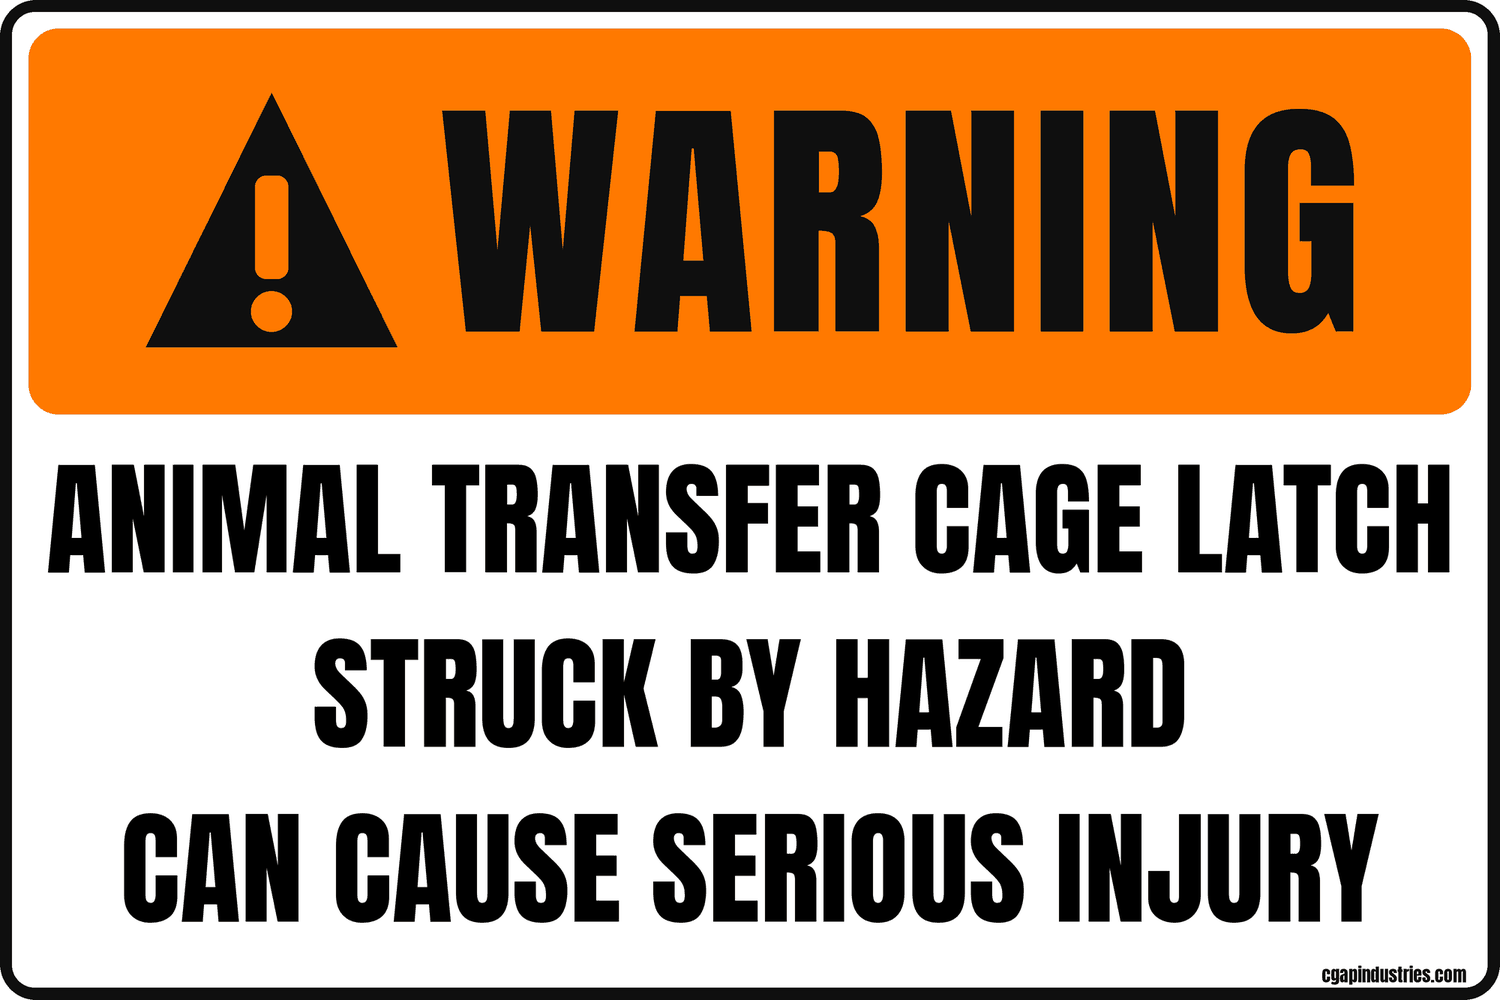 WARNING
ANIMAL TRANSFER CAGE LATCH
STRUCK BY HAZARD
CAN CAUSE SERIOUS INJURY
cgapindustries.com